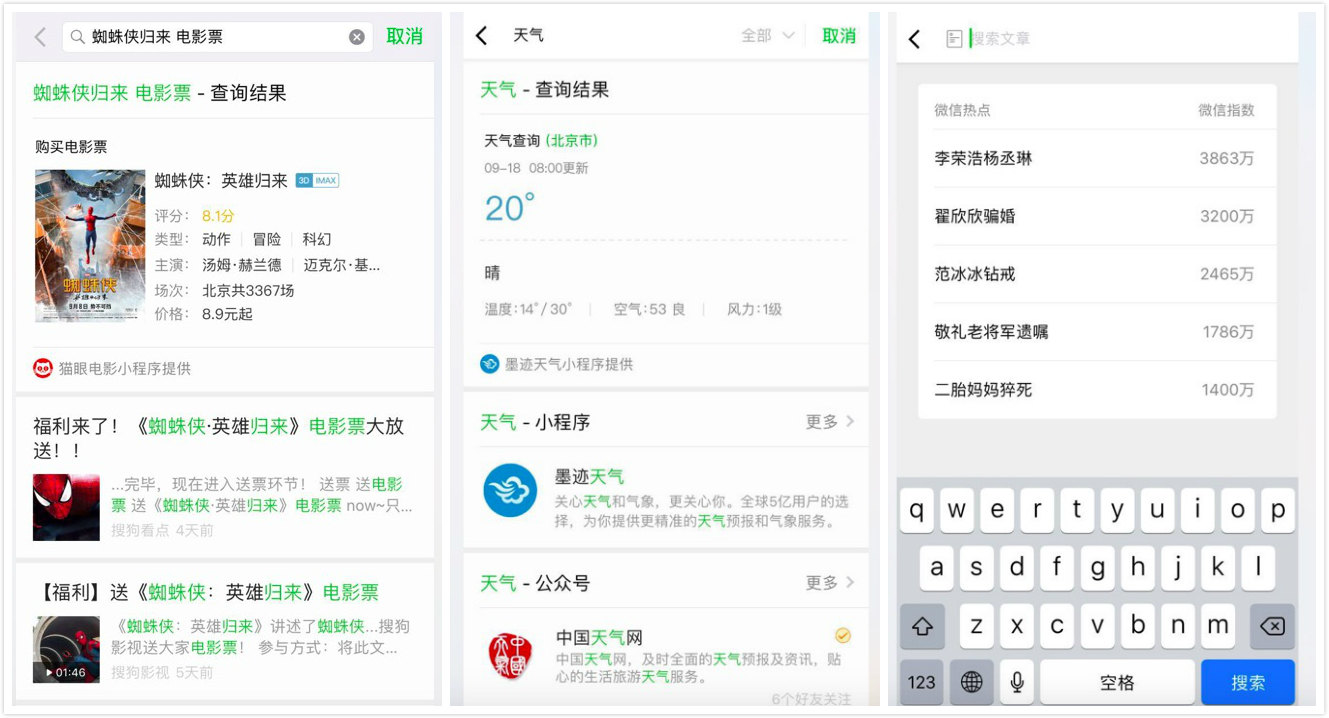 蜘蛛侠归来 电影票
取消
蜘蛛侠归来 电影票 - 查询结果
购买电影票
蜘蛛侠：英雄归来 3D IMAX
评分： 8.1分
类型： 动作 | 冒险 | 科幻
主演： 汤姆·赫兰德 | 迈克尔·基...
场次： 北京共3367场
价格： 8.9元起
蜘蛛侠
猫眼电影小程序提供
福利来了！《蜘蛛侠·英雄归来》电影票大放
送！！
...完毕，现在进入送票环节！ 送票 送电影
票 送《蜘蛛侠·英雄归来》电影票 now~只...
搜狗看点 4天前
【福利】送《蜘蛛侠：英雄归来》电影票
《蜘蛛侠：英雄归来》讲述了蜘蛛侠...搜狗
影视送大家电影票！ 参与方式：将此文...
01:46
搜狗影视 5天前
天气
全部
取消
天气 - 查询结果
天气查询 (北京市)
09-18 08:00更新
20°
晴
温度:14°/ 30° | 空气:53 良 | 风力:1级
墨迹天气小程序提供
天气 - 小程序
更多
墨迹天气
关心天气和气象，更关心你。全球5亿用户的选
择，为你提供更精准的天气预报和气象服务。
天气 - 公众号
更多
中国天气网
中国天气网，及时全面的天气预报及资讯，贴
心的生活旅游天气服务。
6个好友关注
搜索文章
微信热点
微信指数
李荣浩杨丞琳
3863万
翟欣欣骗婚
3200万
范冰冰钻戒
2465万
敬礼老将军遗嘱
1786万
二胎妈妈猝死
1400万
q w e r t y u i o p
a s d f g h j k l
z x c v b n m
123
空格
搜索